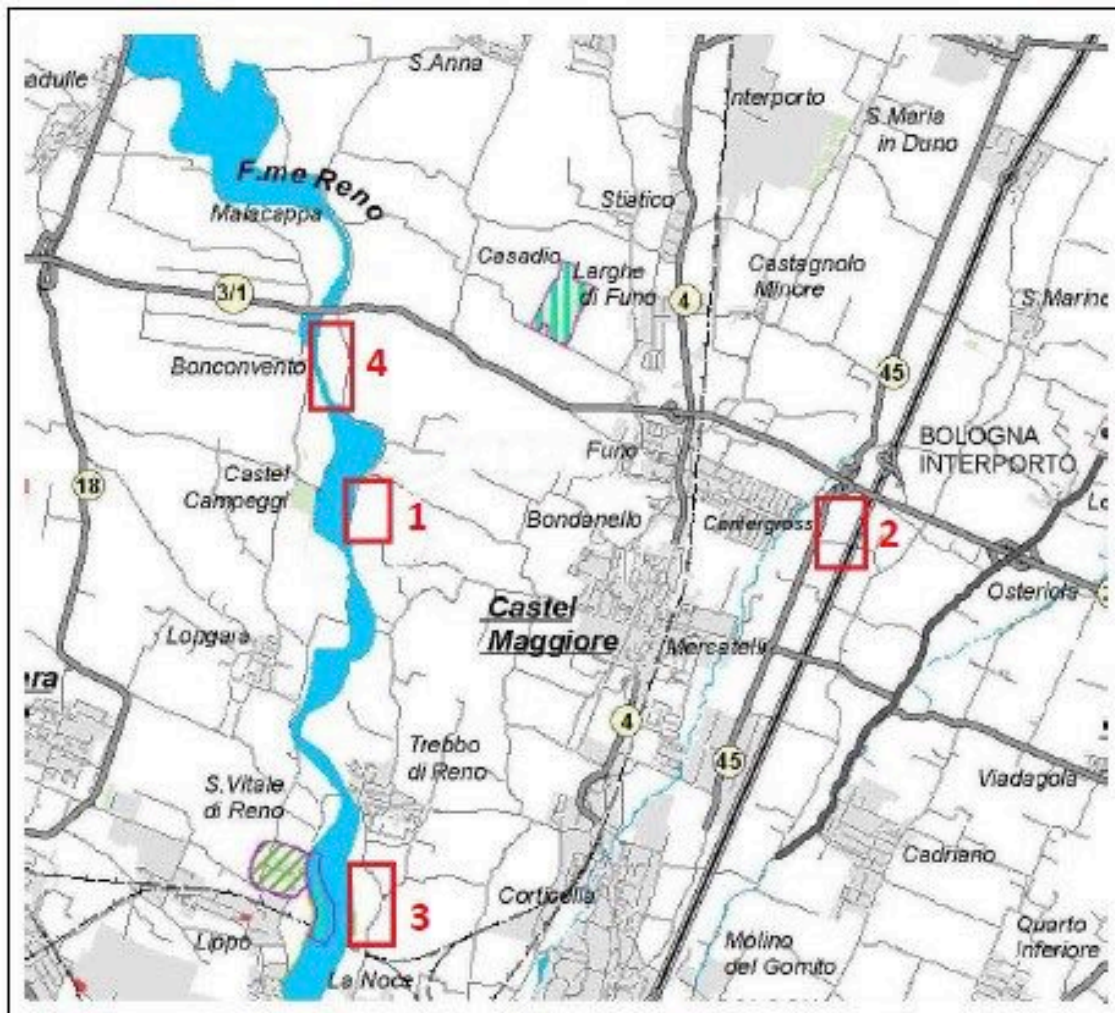 S.Anna
adulle
Interporto
S.Maria
in Duno
F.me Reno
Malacappa
Stiatico
Casadio
Larghe
di Funo
Castagnolo
Minore
S.Marino
3/1
4
Bonconvento
4
45
BOLOGNA
INTERPORTO
Funo
18
Castel
Campeggi
1
Bondanello
Centergross
2
Lo
Osteriola
Castel
Maggiore
Longara
Mercatelli
ara
4
45
Trebbo
di Reno
S.Vitale
di Reno
Viadagola
Cadriano
Corticella
3
Lippo
La Noce
Molino
del Gomito
Quarto
Inferiore